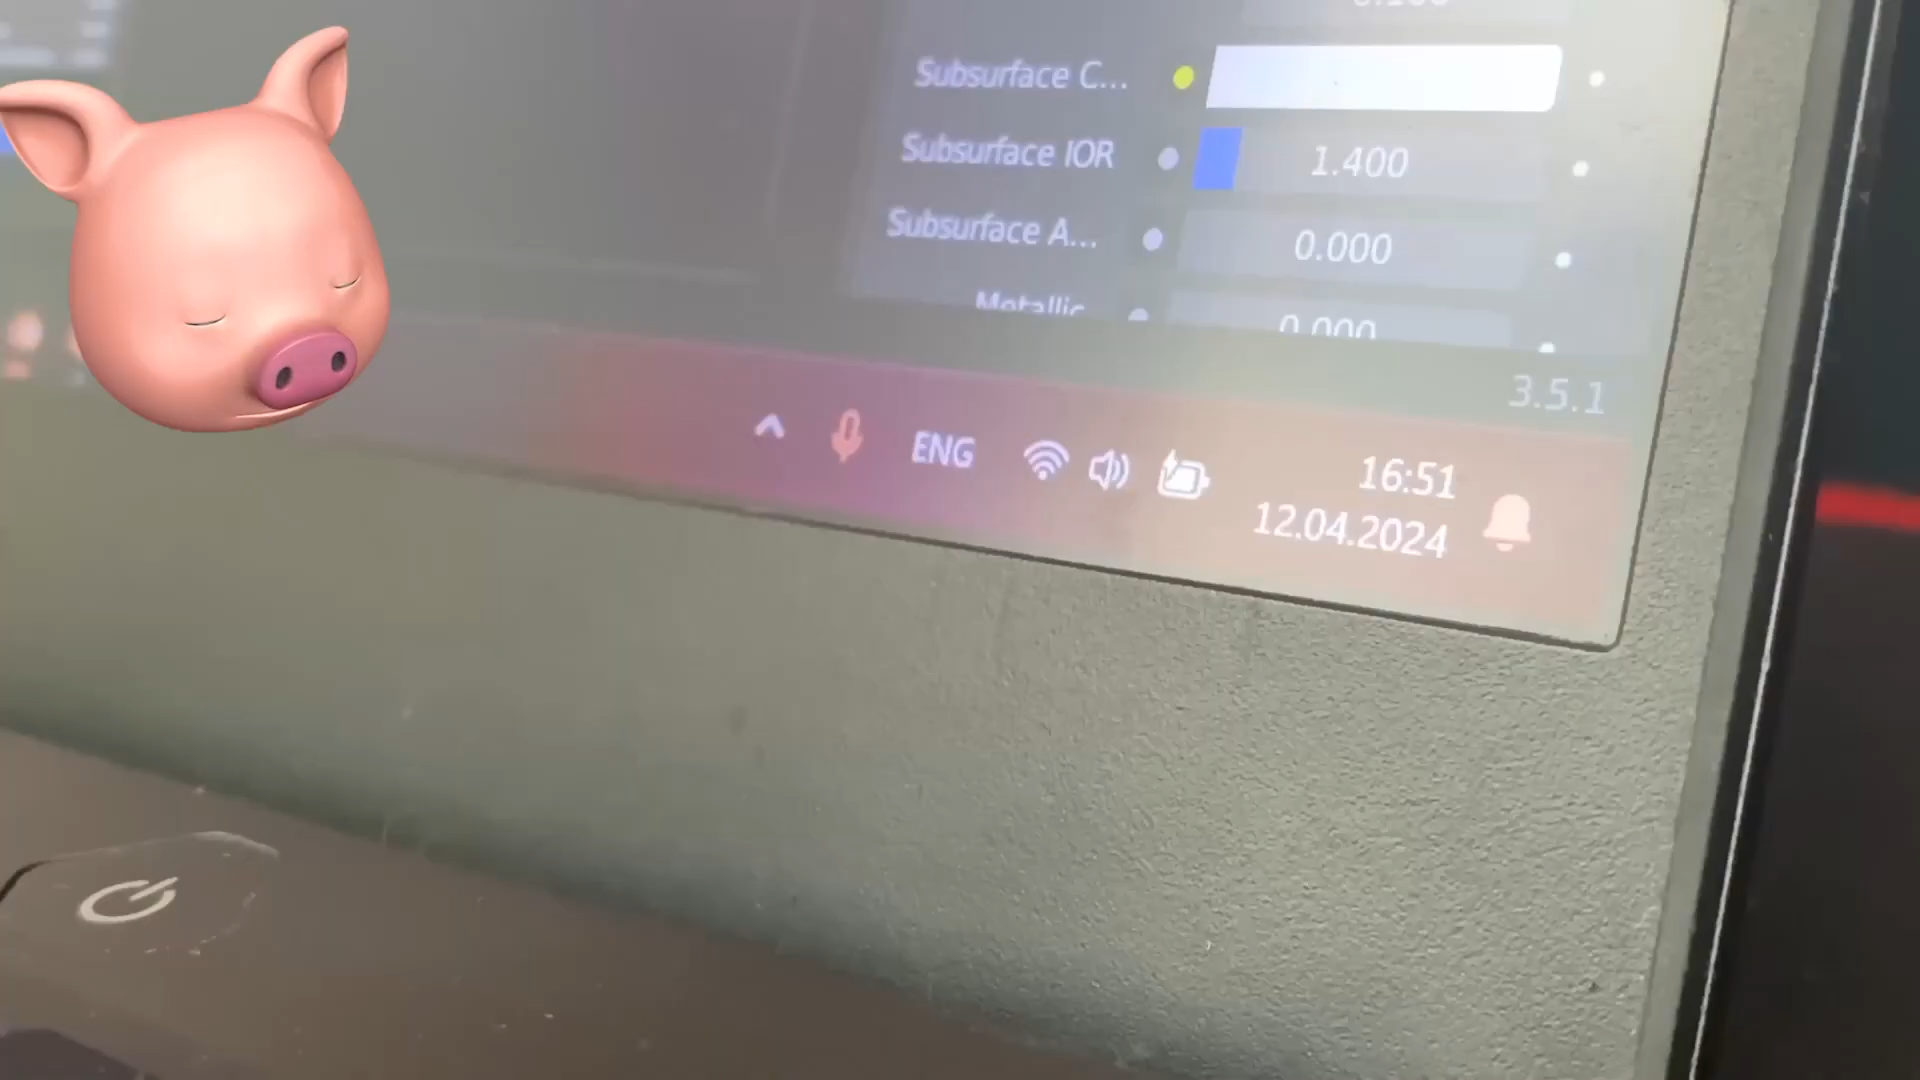 Subsurface C...
Subsurface IOR 1.400
Subsurface A... 0.000
Metallic 0.000
3.5.1
ENG
16:51
12.04.2024